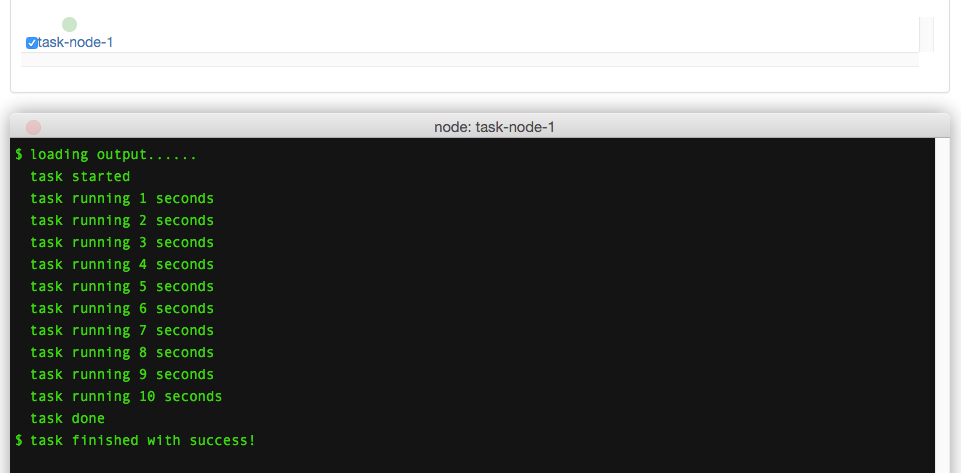 task-node-1
node: task-node-1
$ loading output......
task started
task running 1 seconds
task running 2 seconds
task running 3 seconds
task running 4 seconds
task running 5 seconds
task running 6 seconds
task running 7 seconds
task running 8 seconds
task running 9 seconds
task running 10 seconds
task done
$ task finished with success!